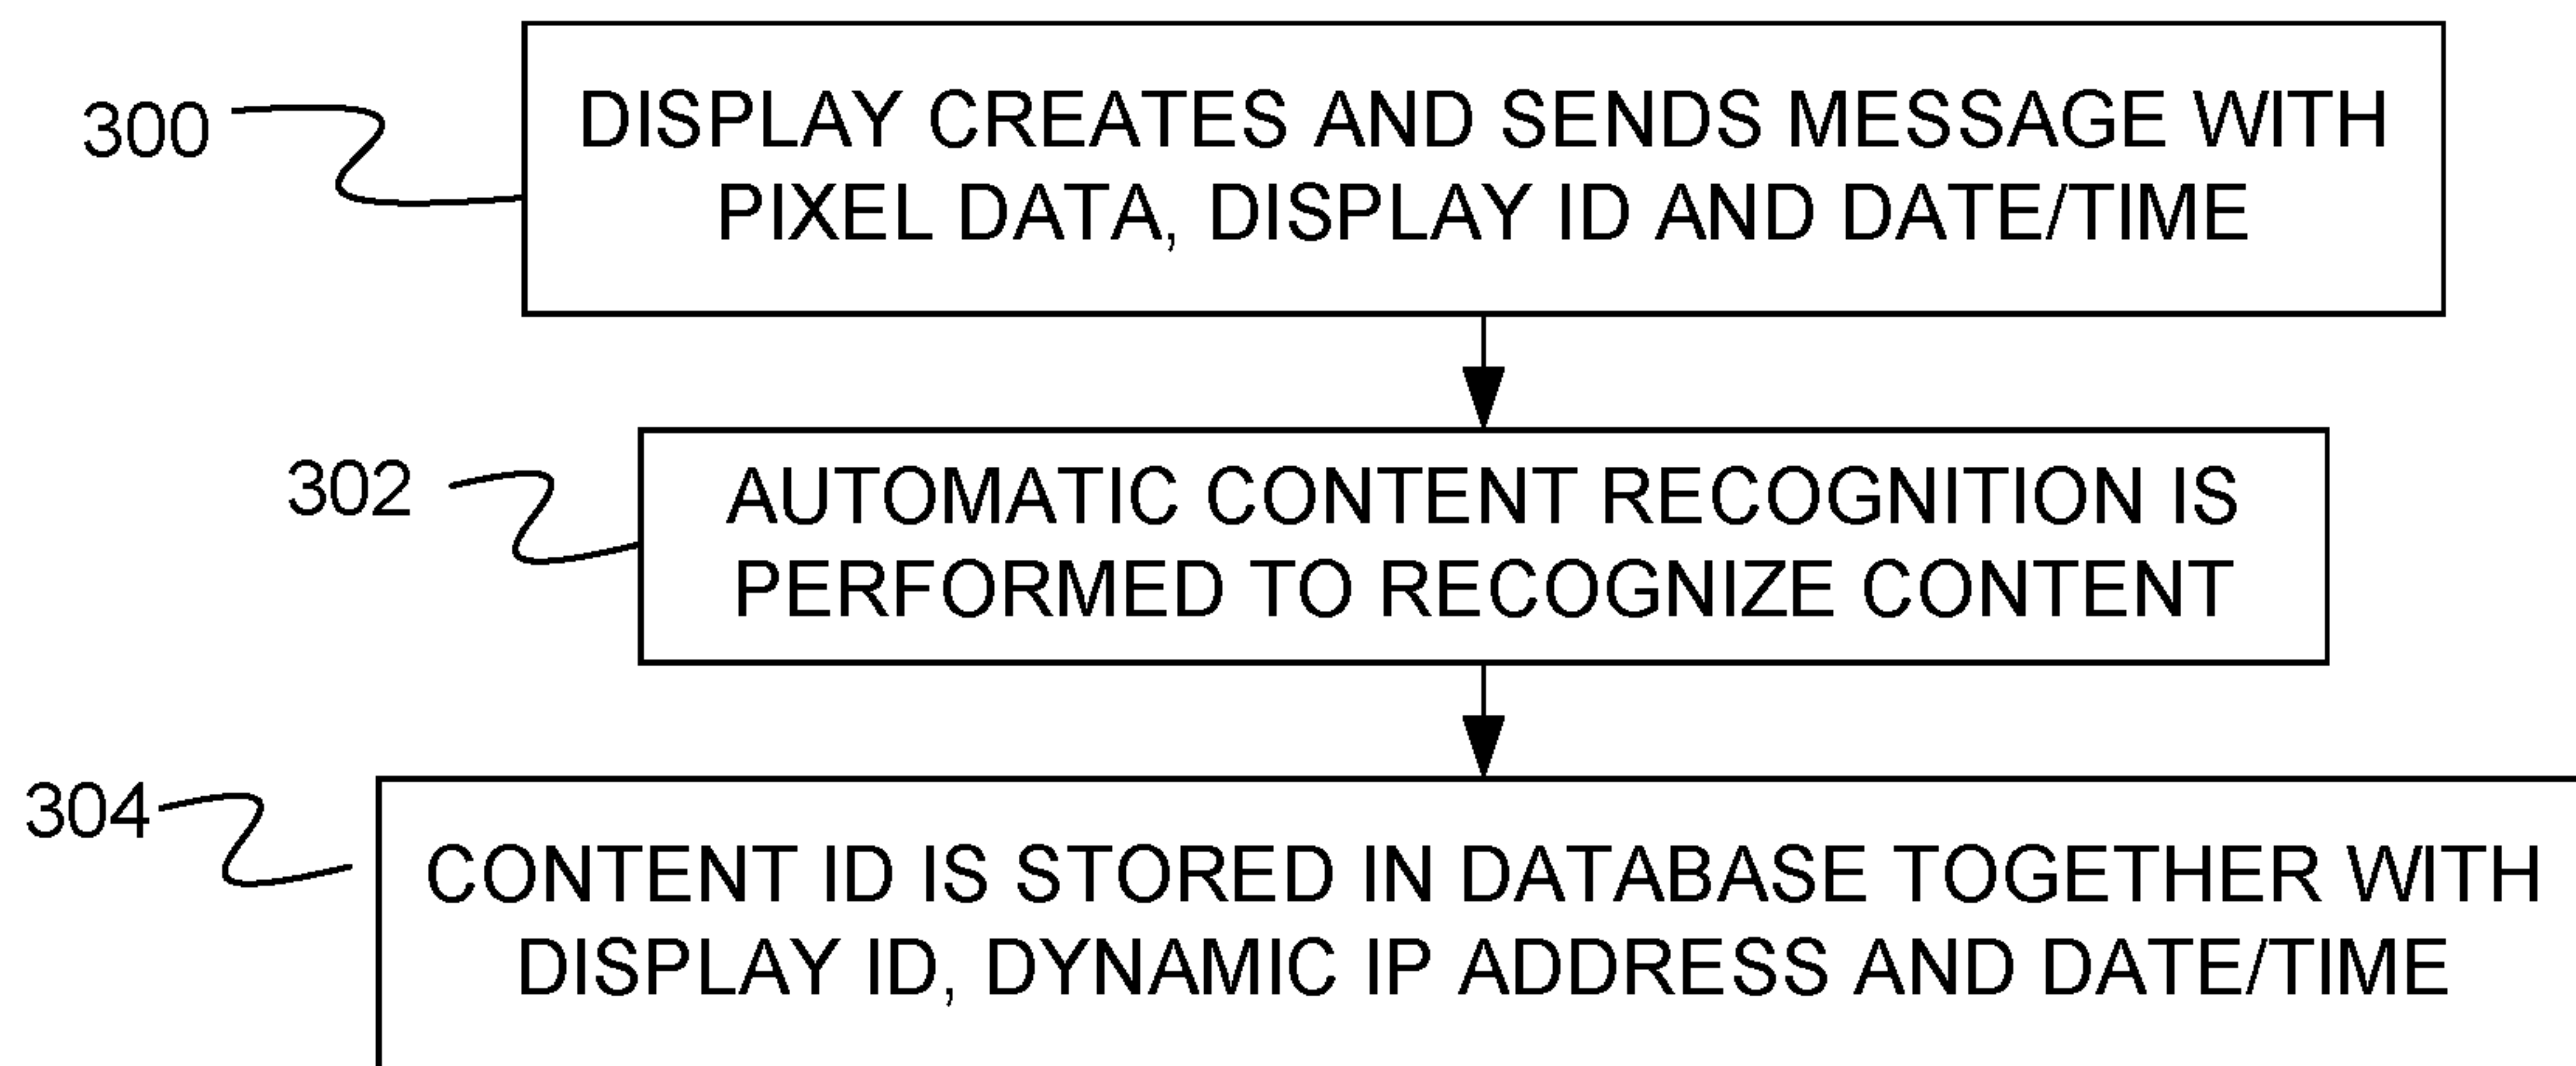 300
DISPLAY CREATES AND SENDS MESSAGE WITH
PIXEL DATA, DISPLAY ID AND DATE/TIME
302
AUTOMATIC CONTENT RECOGNITION IS
PERFORMED TO RECOGNIZE CONTENT
304
CONTENT ID IS STORED IN DATABASE TOGETHER WITH
DISPLAY ID, DYNAMIC IP ADDRESS AND DATE/TIME